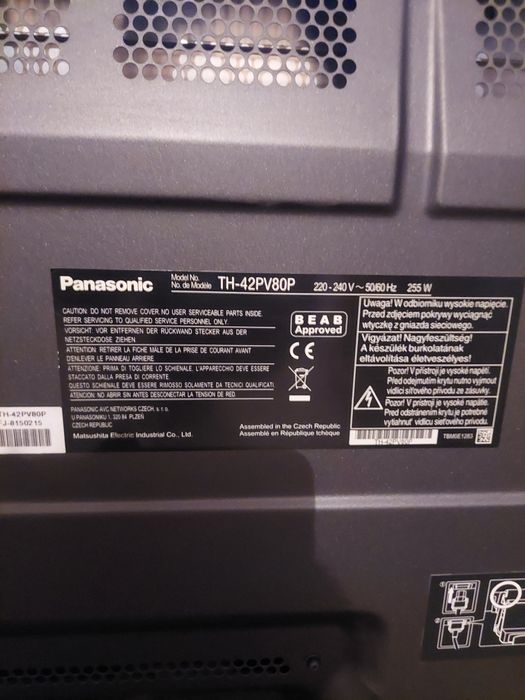 Panasonic
Model No.
No. de Modèle
TH-42PV80P
220-240 V ~ 50/60 Hz 255 W
CAUTION: DO NOT REMOVE COVER. NO USER SERVICEABLE PARTS INSIDE.
REFER SERVICING TO QUALIFIED SERVICE PERSONNEL ONLY.
VORSICHT: VOR ENTFERNEN DER RÜCKWAND STECKER AUS DER
NETZSTECKDOSE ZIEHEN
ATTENTION: RETIRER LA FICHE MALE DE LA PRISE DE COURANT AVANT
D'ENLEVER LE PANNEAU ARRIERE.
ATTENZIONE: PRIMA DI TOGLIERE LO SCHIENALE, L'APPARECCHIO DEVE ESSERE
STACCATO DALLA PRESA DI CORRENTE
QUESTO SCHIENALE DEVE ESSERE RIMOSSO SOLAMENTE DA TECNICI QUALIFICATI
ATENCION: NO ABRIR SIN ANTES DESCONECTAR LA TENSION DE RED.
PANASONIC AVC NETWORKS CZECH, s. r. o.
U PANASONIKU 1, 320 84 PLZEŇ
CZECH REPUBLIC
Matsushita Electric Industrial Co., Ltd.
BEAB
Approved
CE
Assembled in the Czech Republic
Assemblé en République tchèque
Uwaga! W odbiorniku wysokie napięcie.
Przed zdjęciem pokrywy wyciągnąć
wtyczkę z gniazda sieciowego.
Vigyázat! Nagyfeszültség!
A készülék burkolatának
eltávolítása életveszélyes!
Pozor! V přístroji je vysoké napětí.
Před odejmutím krytu nutno vyjmout
vidlici síťového přívodu ze zásuvky.
Pozor! V prístroji je vysoké napätie.
Pred odstránením krytu je potrebné
vytiahnuť vidlicu sieťového prívodu.
TH-42PV80P
TBM0E1283
TH-42PV80P
FJ-8150215
①
②